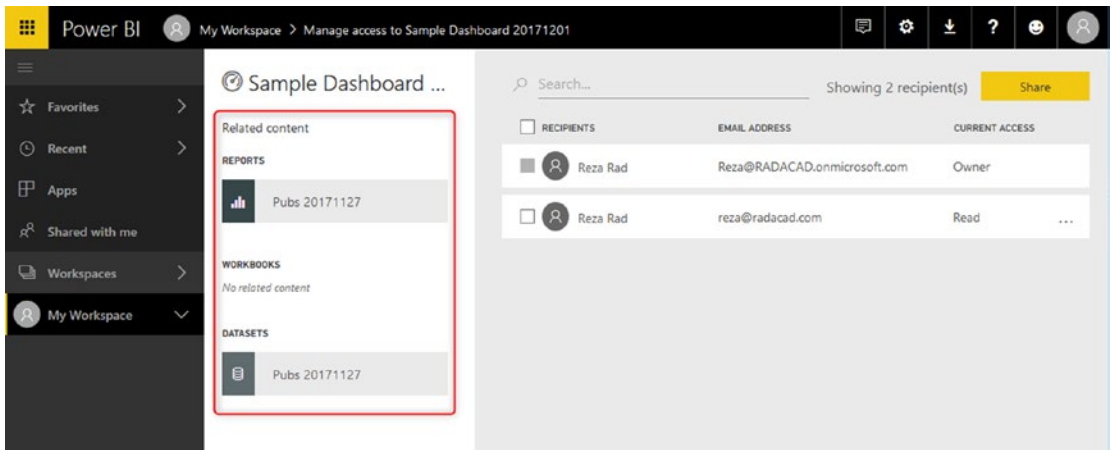 Power BI
My Workspace > Manage access to Sample Dashboard 20171201
?
Favorites
Recent
Apps
Shared with me
Workspaces
My Workspace
Sample Dashboard ...
Related content
REPORTS
Pubs 20171127
WORKBOOKS
No related content
DATASETS
Pubs 20171127
Search...
Showing 2 recipient(s)
Share
RECIPIENTS EMAIL ADDRESS CURRENT ACCESS
Reza Rad Reza@RADACAD.onmicrosoft.com Owner
Reza Rad reza@radacad.com Read ...